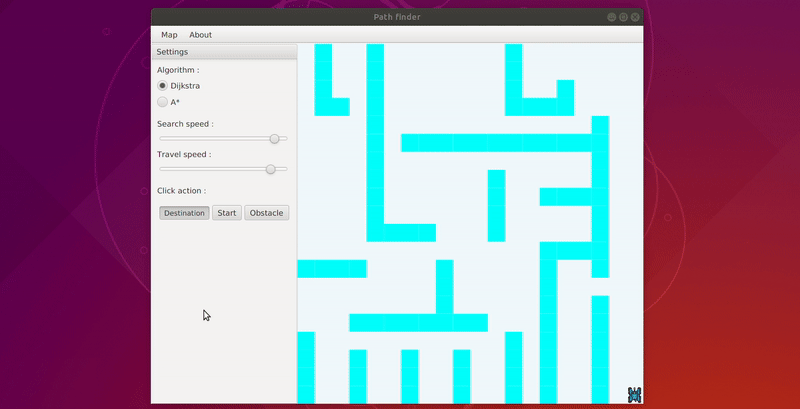 Path finder
Map About
Settings
Algorithm :
Dijkstra
A*
Search speed :
Travel speed :
Click action :
Destination Start Obstacle